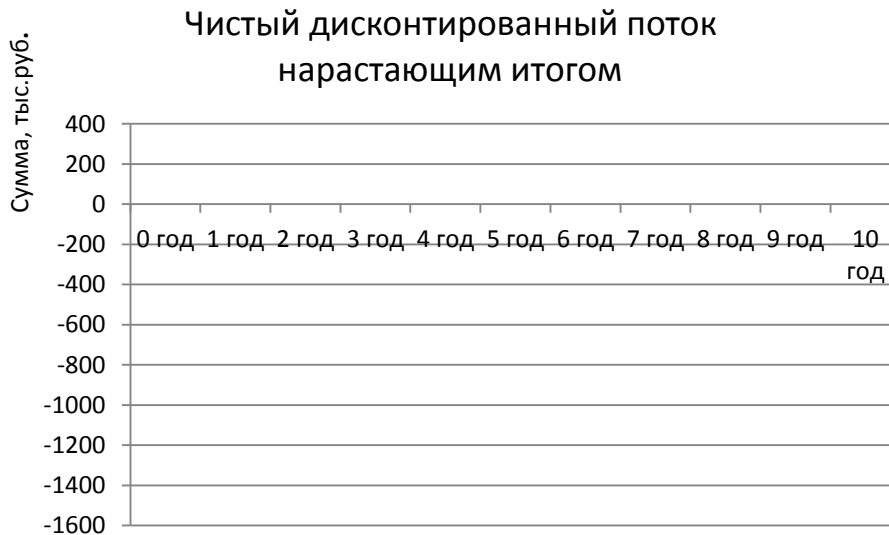 Чистый дисконтированный поток
нарастающим итогом
Сумма, тыс.руб.
400
200
0
-200
-400
-600
-800
-1000
-1200
-1400
-1600
0 год 1 год 2 год 3 год 4 год 5 год 6 год 7 год 8 год 9 год 10
год